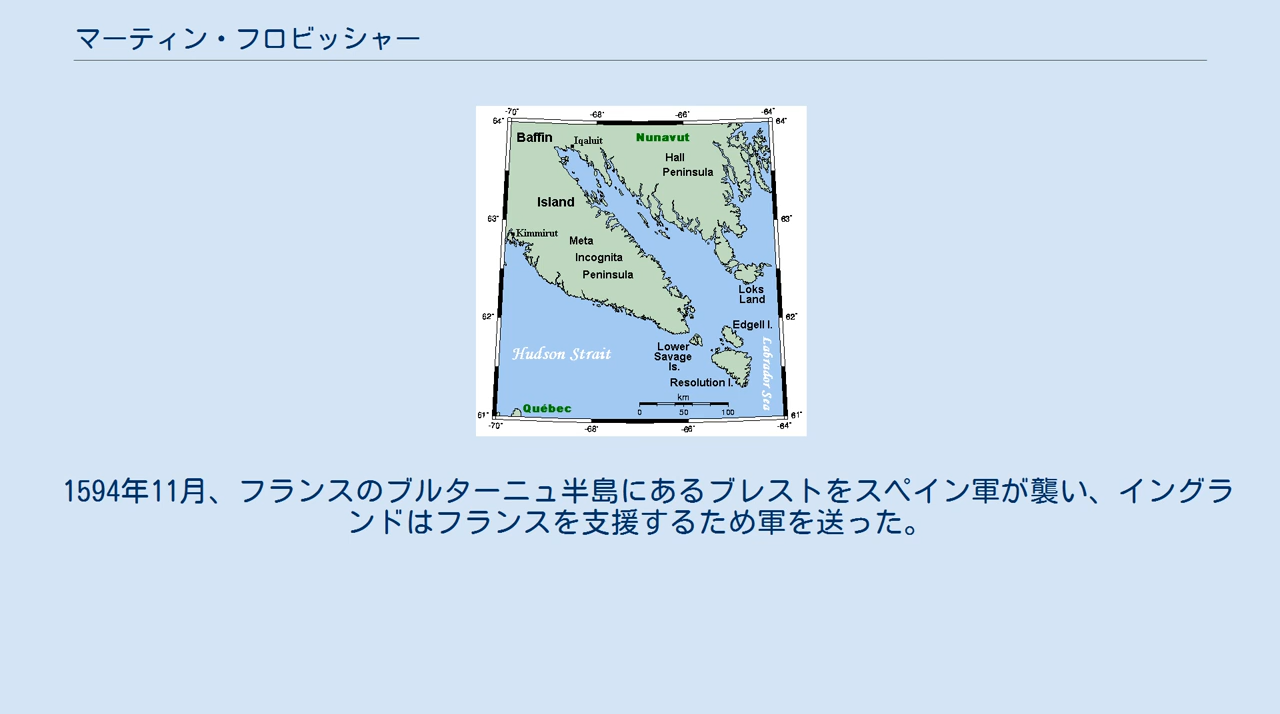 マーティン・フロビッシャー
-70° -68° -66° -64°
64° 64°
Baffin Iqaluit Nunavut
Hall
Peninsula
Island
63° 63°
Kimmirut
Meta
Incognita
Peninsula
Loks
Land
62° 62°
Edgell I.
Lower
Savage
Is.
Hudson Strait
Labrador Sea
Resolution I.
km
0 50 100
Québec
61° 61°
-70° -68° -66° -64°
1594年11月、フランスのブルターニュ半島にあるブレストをスペイン軍が襲い、イングラ
ンドはフランスを支援するため軍を送った。